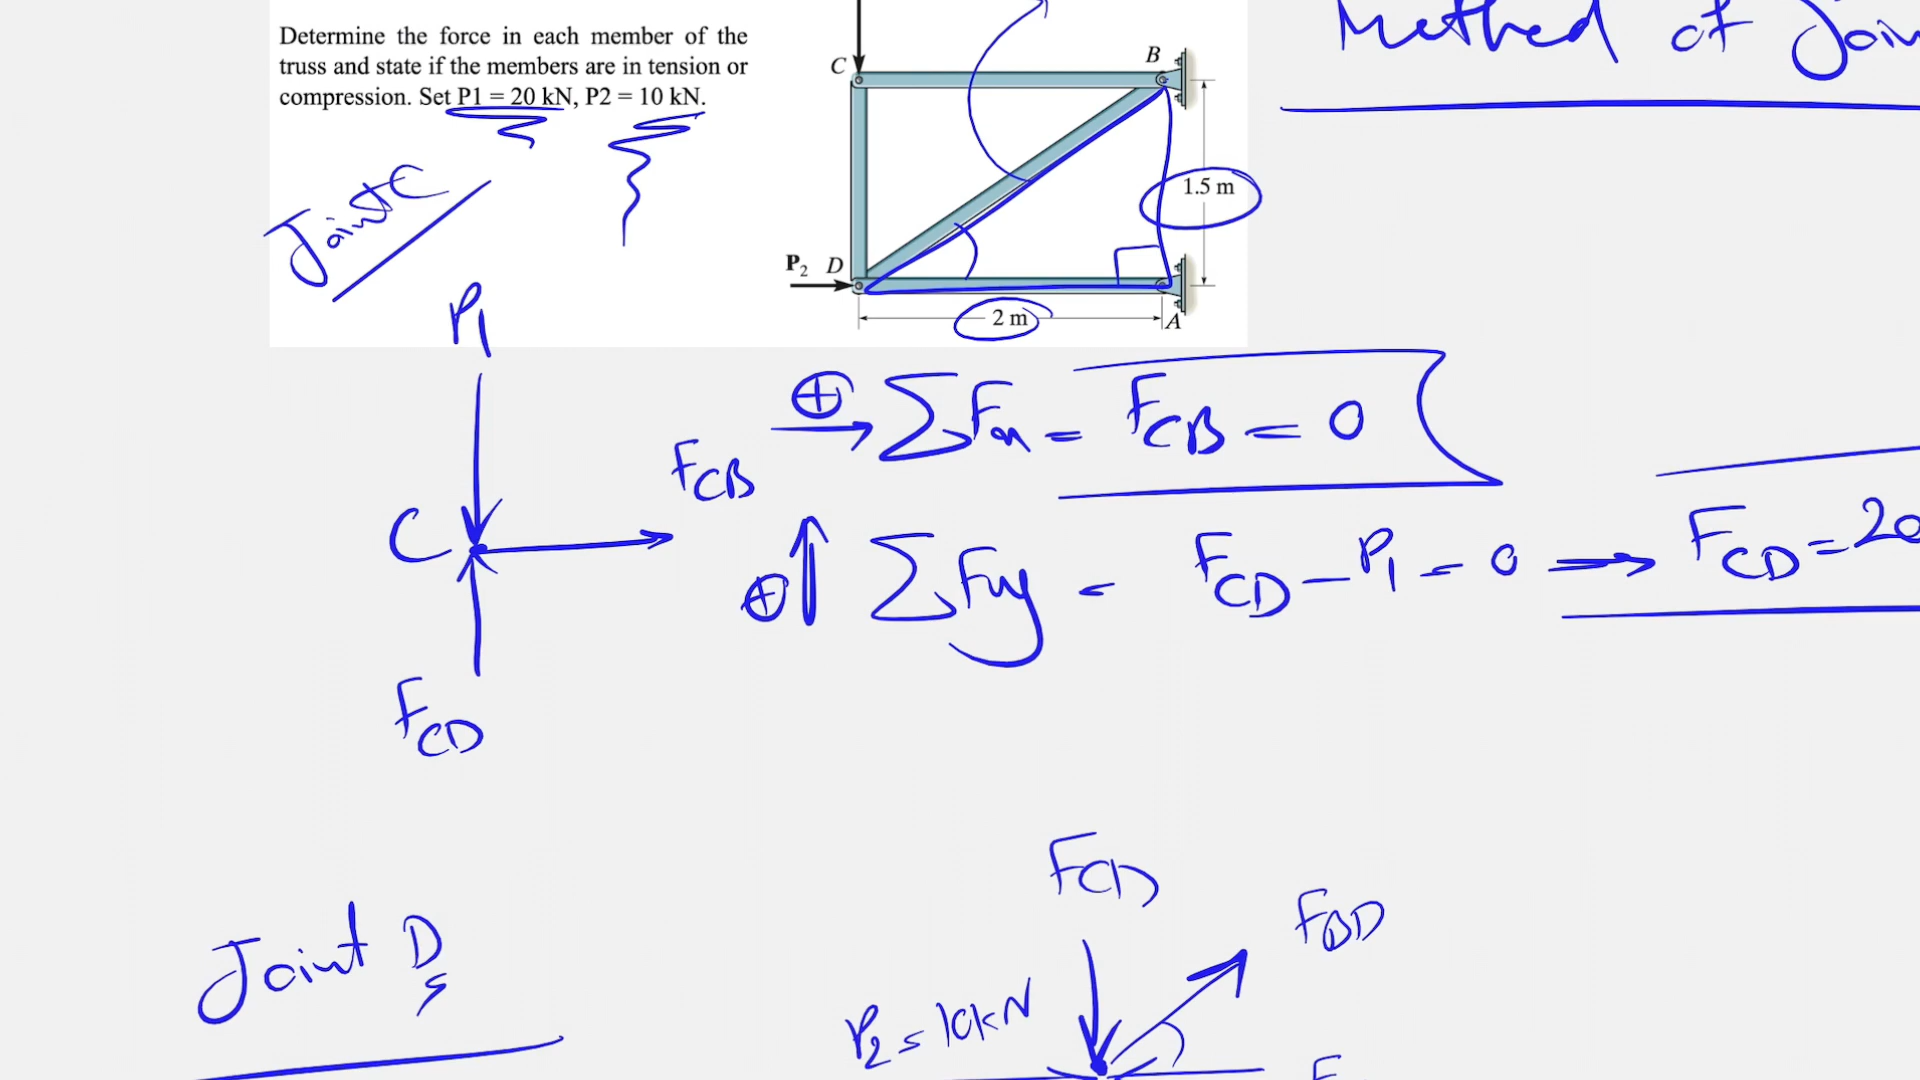 Method of Join
Determine the force in each member of the
truss and state if the members are in tension or
compression. Set P1 = 20 kN, P2 = 10 kN.
C
B
1.5 m
P2 D
2 m
A
Joint C
P1
FCB
C
FCD
⊕→ ΣFx = FCB = 0
⊕↑ ΣFy = FCD - P1 = 0 → FCD = 20
Joint D
FCD
FBD
P2 = 10kN
F